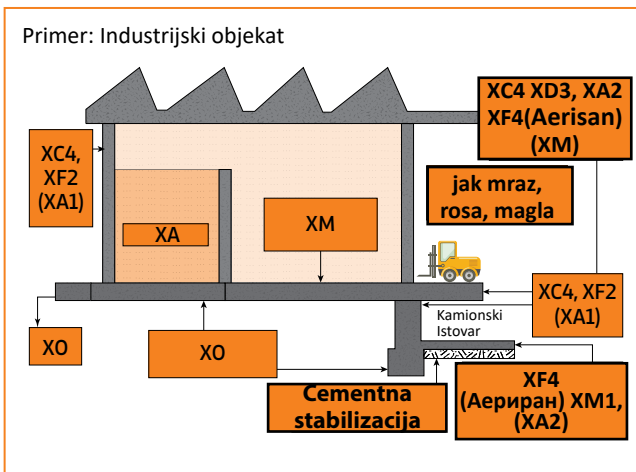 Primer: Industrijski objekat
XC4 XD3, XA2
XF4(Aerisan)
(XM)
XC4,
XF2
(XA1)
jak mraz,
rosa, magla
XA
XM
XC4, XF2
(XA1)
Kamionski
Istovar
XO
XO
Cementna
stabilizacija
XF4
(Аериран) XM1,
(XA2)